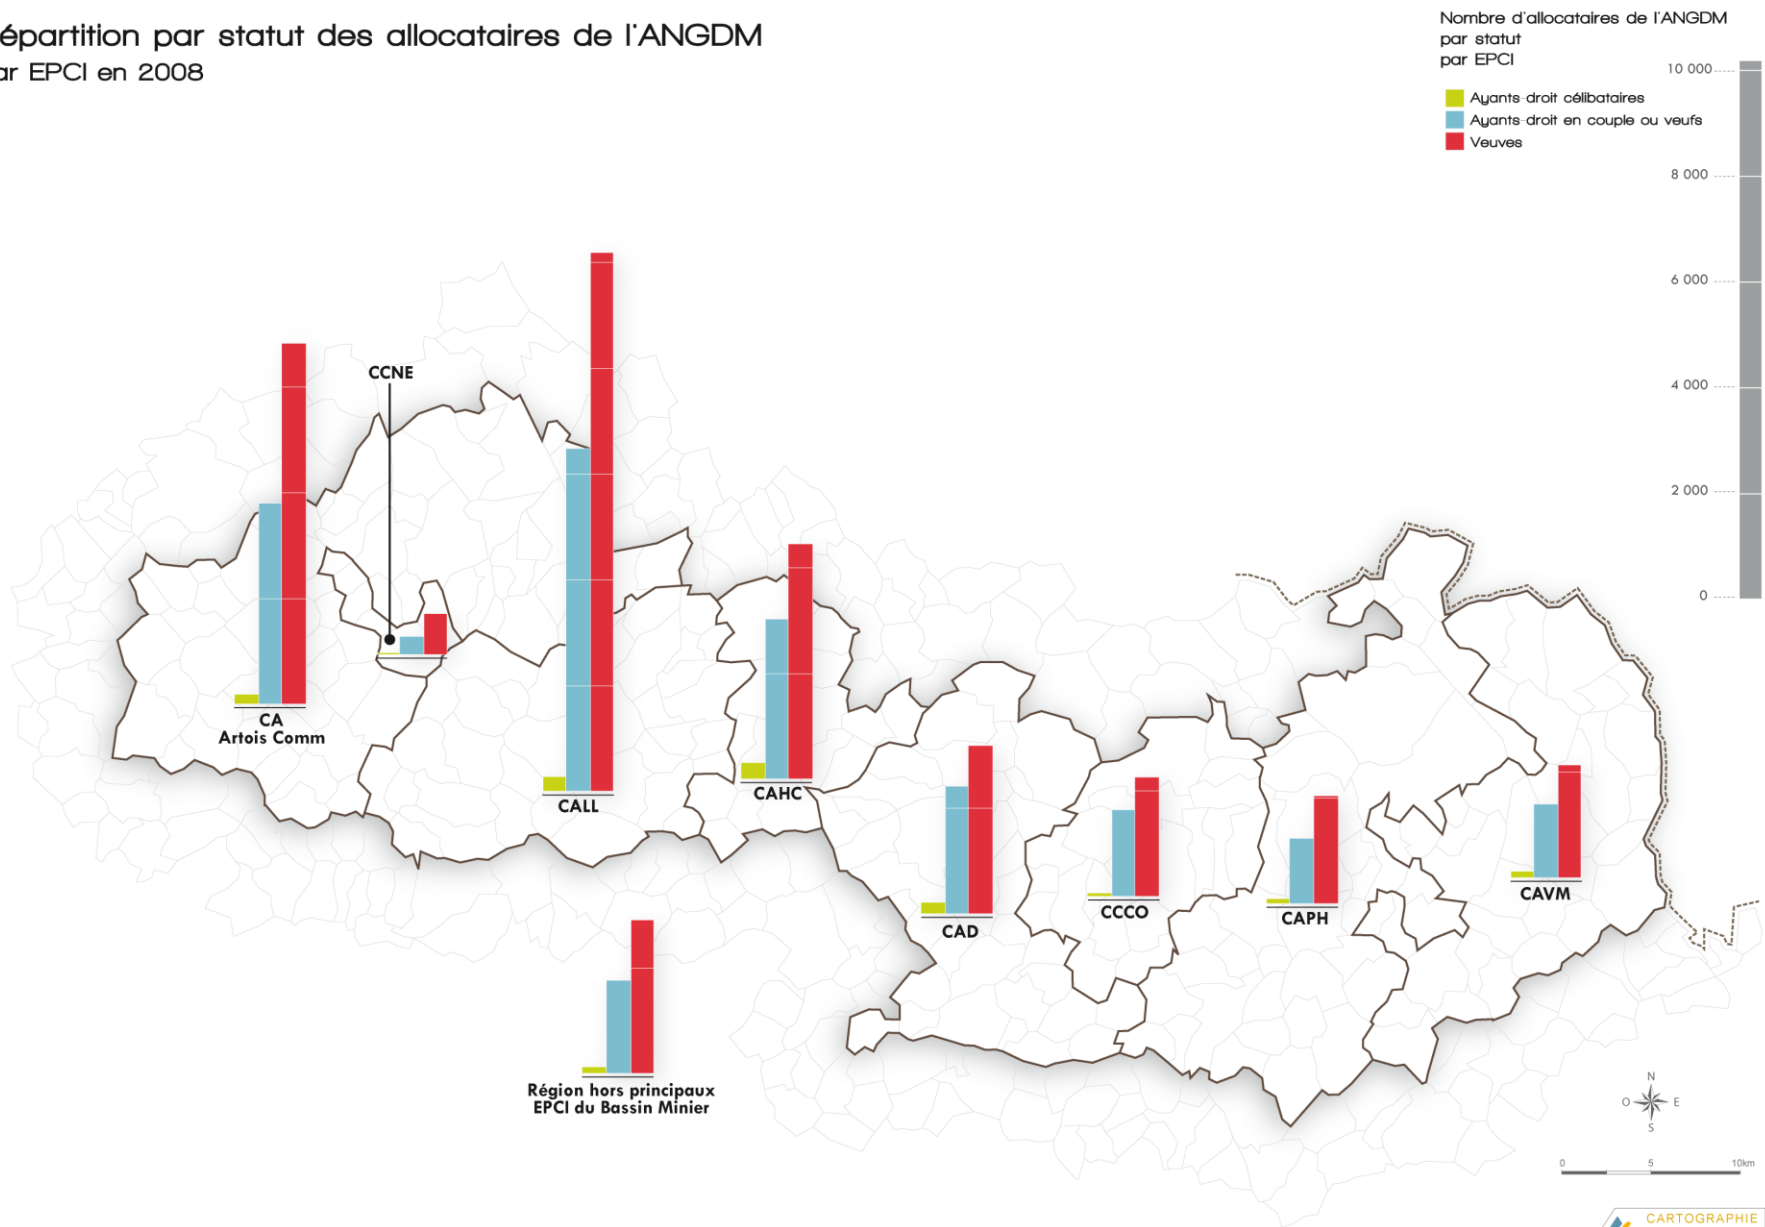 épartition par statut des allocataires de l'ANGDM
ar EPCI en 2008
Nombre d'allocataires de l'ANGDM
par statut
par EPCI
Ayants-droit célibataires
Ayants-droit en couple ou veufs
Veuves
10 000
8 000
6 000
4 000
2 000
0
CCNE
CA
Artois Comm
CALL
CAHC
CAD
CCCO
CAPH
CAVM
Région hors principaux
EPCI du Bassin Minier
N
O E
S
0 5 10km
CARTOGRAPHIE